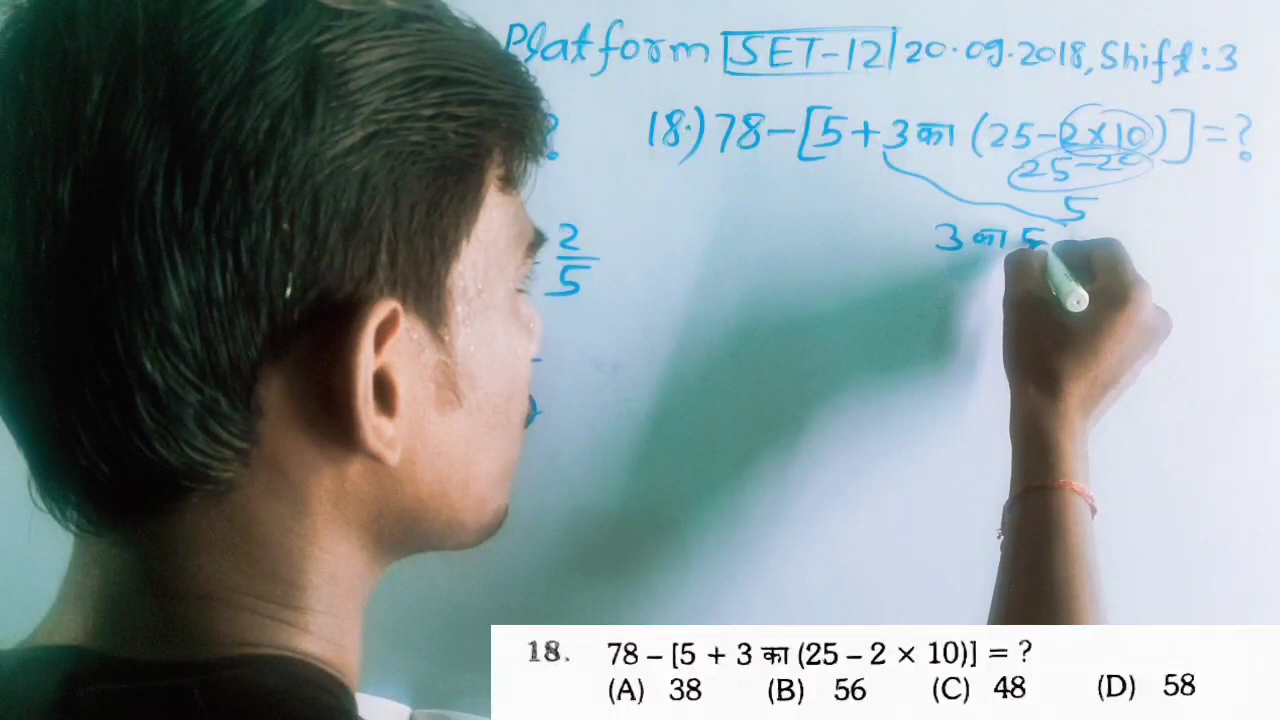 Platform SET-12 20.09.2018, Shift:3
?
18.) 78-[5+3का (25-2×10)]=?
25-20
5
3 का 5
2
5
18. 78 – [5 + 3 का (25 – 2 × 10)] = ?
(A) 38 (B) 56 (C) 48 (D) 58